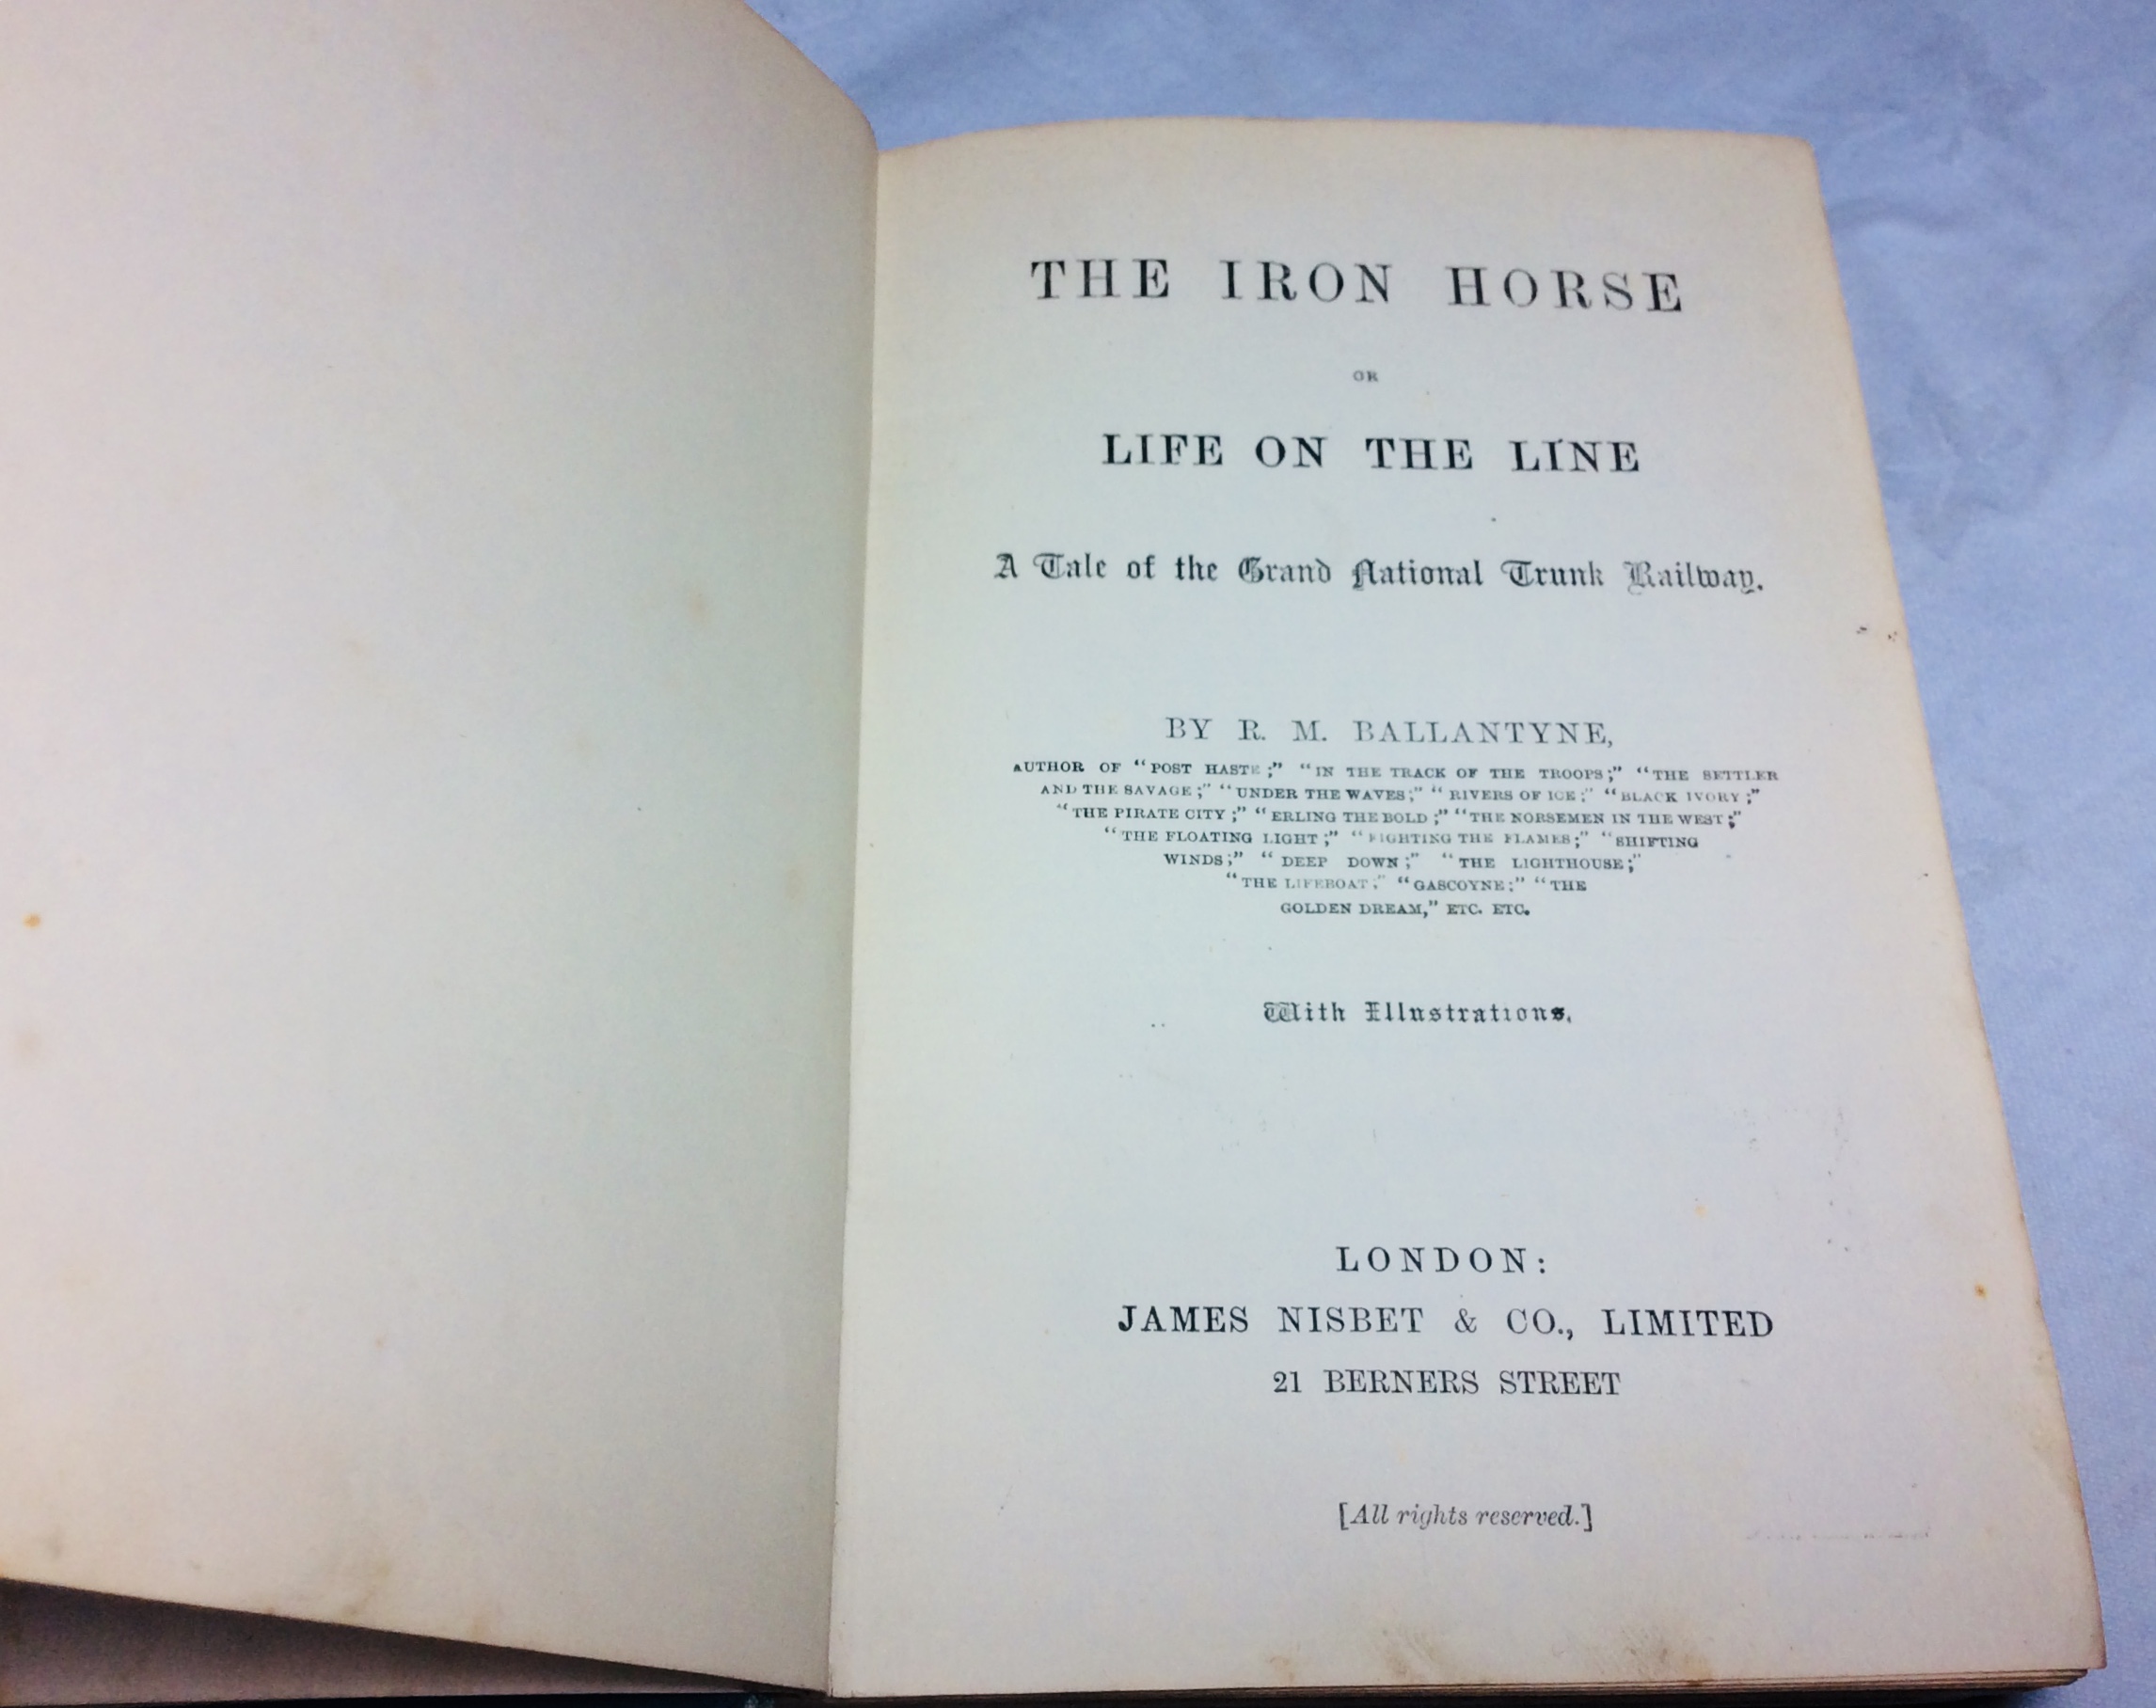 THE IRON HORSE
OR
LIFE ON THE LINE
A Tale of the Grand National Trunk Railway.
BY R. M. BALLANTYNE,
AUTHOR OF "POST HASTE;" "IN THE TRACK OF THE TROOPS;" "THE SETTLER
AND THE SAVAGE;" "UNDER THE WAVES;" "RIVERS OF ICE;" "BLACK IVORY;"
"THE PIRATE CITY;" "ERLING THE BOLD;" "THE NORSEMEN IN THE WEST;"
"THE FLOATING LIGHT;" "FIGHTING THE FLAMES;" "SHIFTING
WINDS;" "DEEP DOWN;" "THE LIGHTHOUSE;"
"THE LIFEBOAT;" "GASCOYNE;" "THE
GOLDEN DREAM," ETC. ETC.
With Illustrations.
LONDON:
JAMES NISBET & CO., LIMITED
21 BERNERS STREET
[All rights reserved.]